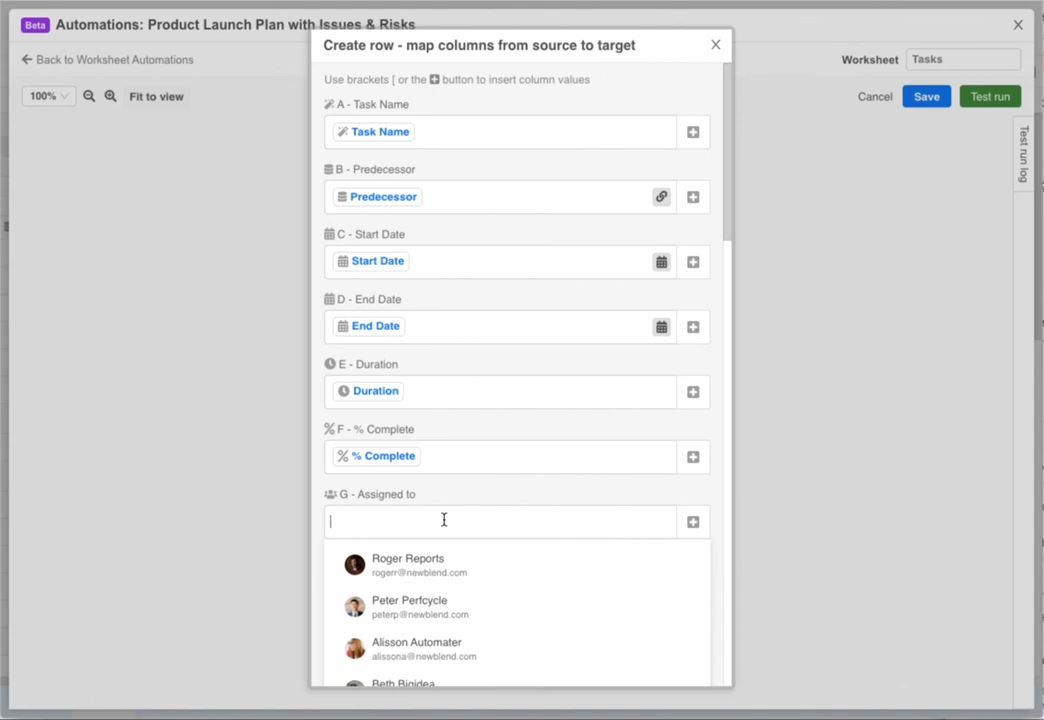 Beta Automations: Product Launch Plan with Issues & Risks
Back to Worksheet Automations
Worksheet Tasks
100%
Fit to view
Cancel
Save
Test run
Test run log
Create row - map columns from source to target
Use brackets [ or the button to insert column values
A - Task Name
Task Name
B - Predecessor
Predecessor
C - Start Date
Start Date
D - End Date
End Date
E - Duration
Duration
F - % Complete
% Complete
G - Assigned to
Roger Reports
rogerr@newblend.com
Peter Perfcycle
peterp@newblend.com
Alisson Automater
alissona@newblend.com
Beth Bigidea